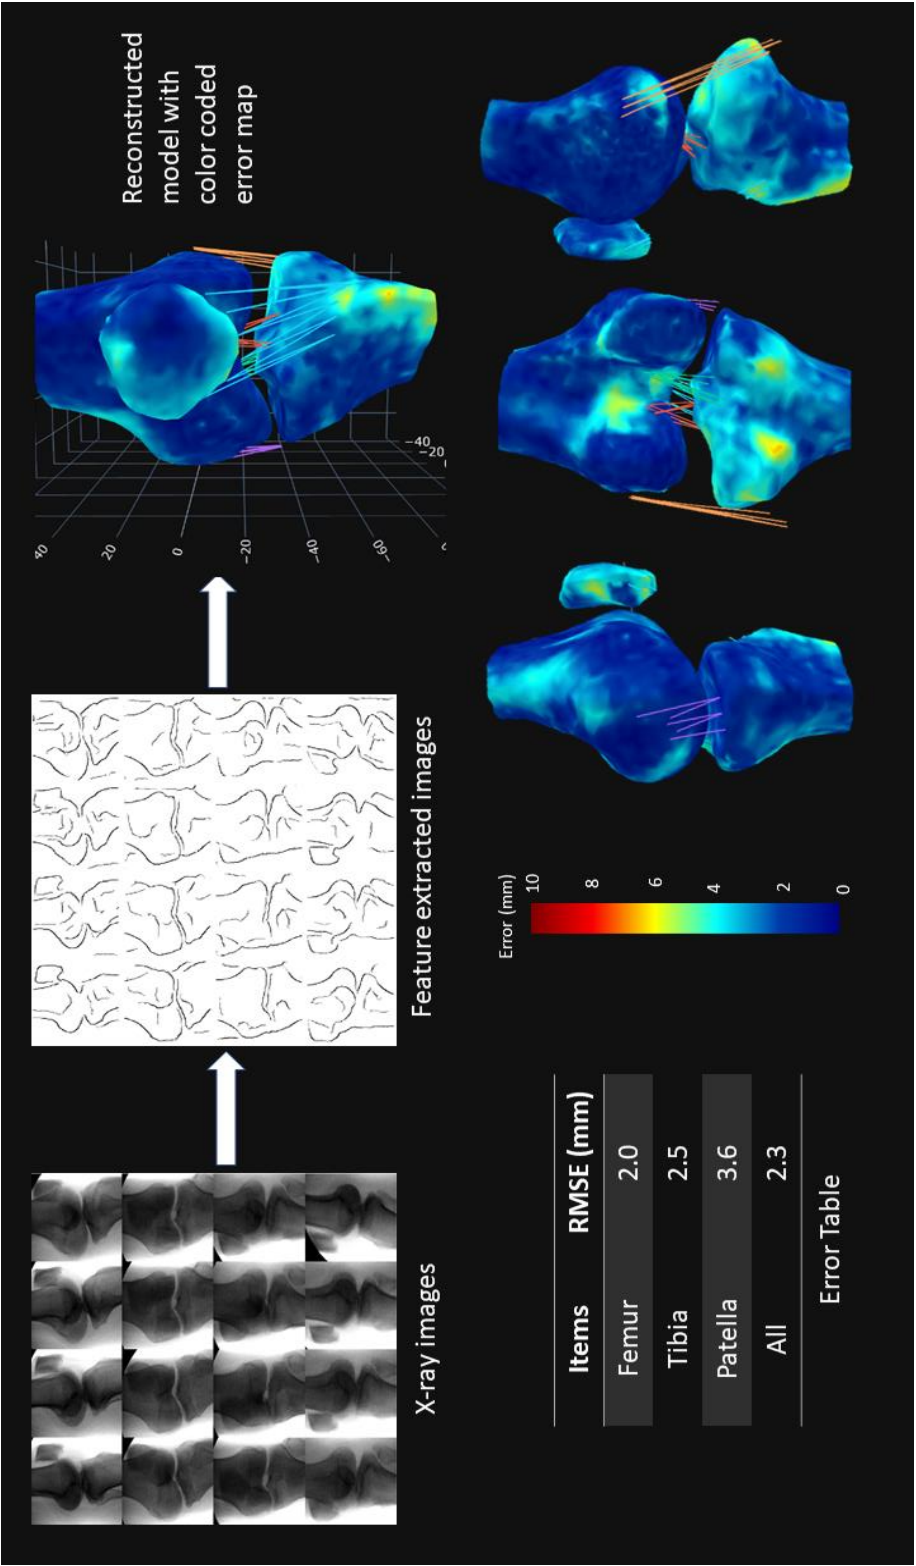 X-ray images
Feature extracted images
Reconstructed
model with
color coded
error map
40
20
0
−20
−40
−60
−40
−20
Items RMSE (mm)
Femur 2.0
Tibia 2.5
Patella 3.6
All 2.3
Error Table
Error (mm)
10
8
6
4
2
0